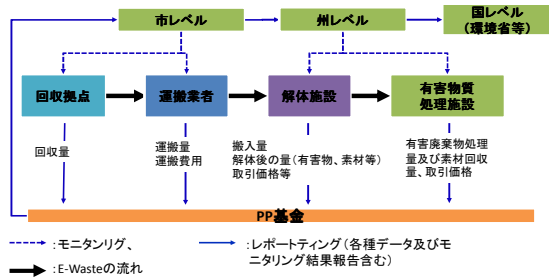 市レベル
州レベル
国レベル
(環境省等)
回収拠点
運搬業者
解体施設
有害物質
処理施設
回収量
運搬量
運搬費用
搬入量
解体後の量(有害物、素材等)
取引価格等
有害廃棄物処理
量及び素材回収
量、取引価格
PP基金
:モニタンリグ、
:レポートティング(各種データ及びモ
ニタリング結果報告含む)
:E-Wasteの流れ